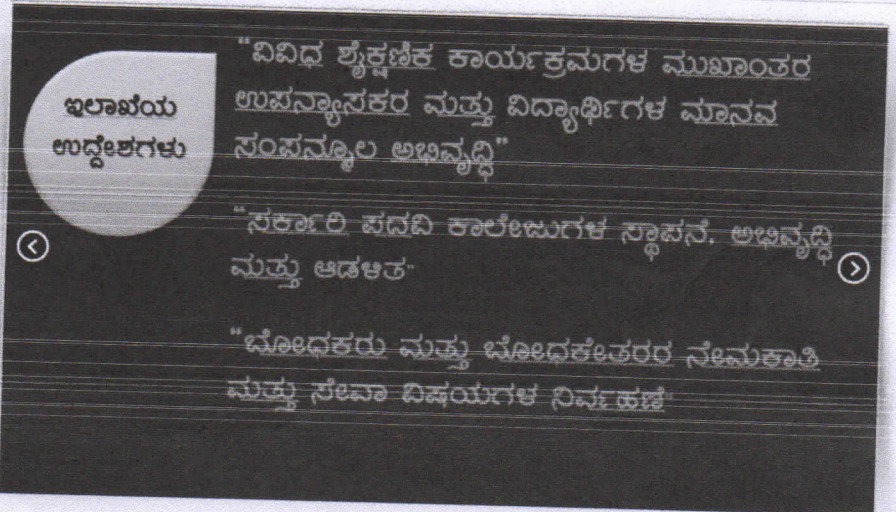 ಇಲಾಖೆಯ
ಉದ್ದೇಶಗಳು
“ವಿವಿಧ ಶೈಕ್ಷಣಿಕ ಕಾರ್ಯಕ್ರಮಗಳ ಮುಖಾಂತರ
ಉಪನ್ಯಾಸಕರ ಮತ್ತು ವಿದ್ಯಾರ್ಥಿಗಳ ಮಾನವ
ಸಂಪನ್ಮೂಲ ಅಭಿವೃದ್ಧಿ”
“ಸರ್ಕಾರಿ ಪದವಿ ಕಾಲೇಜುಗಳ ಸ್ಥಾಪನೆ, ಅಭಿವೃದ್ಧಿ
ಮತ್ತು ಆಡಳಿತ”
“ಬೋಧಕರು ಮತ್ತು ಬೋಧಕೇತರರ ನೇಮಕಾತಿ
ಮತ್ತು ಸೇವಾ ವಿಷಯಗಳ ನಿರ್ವಹಣೆ”